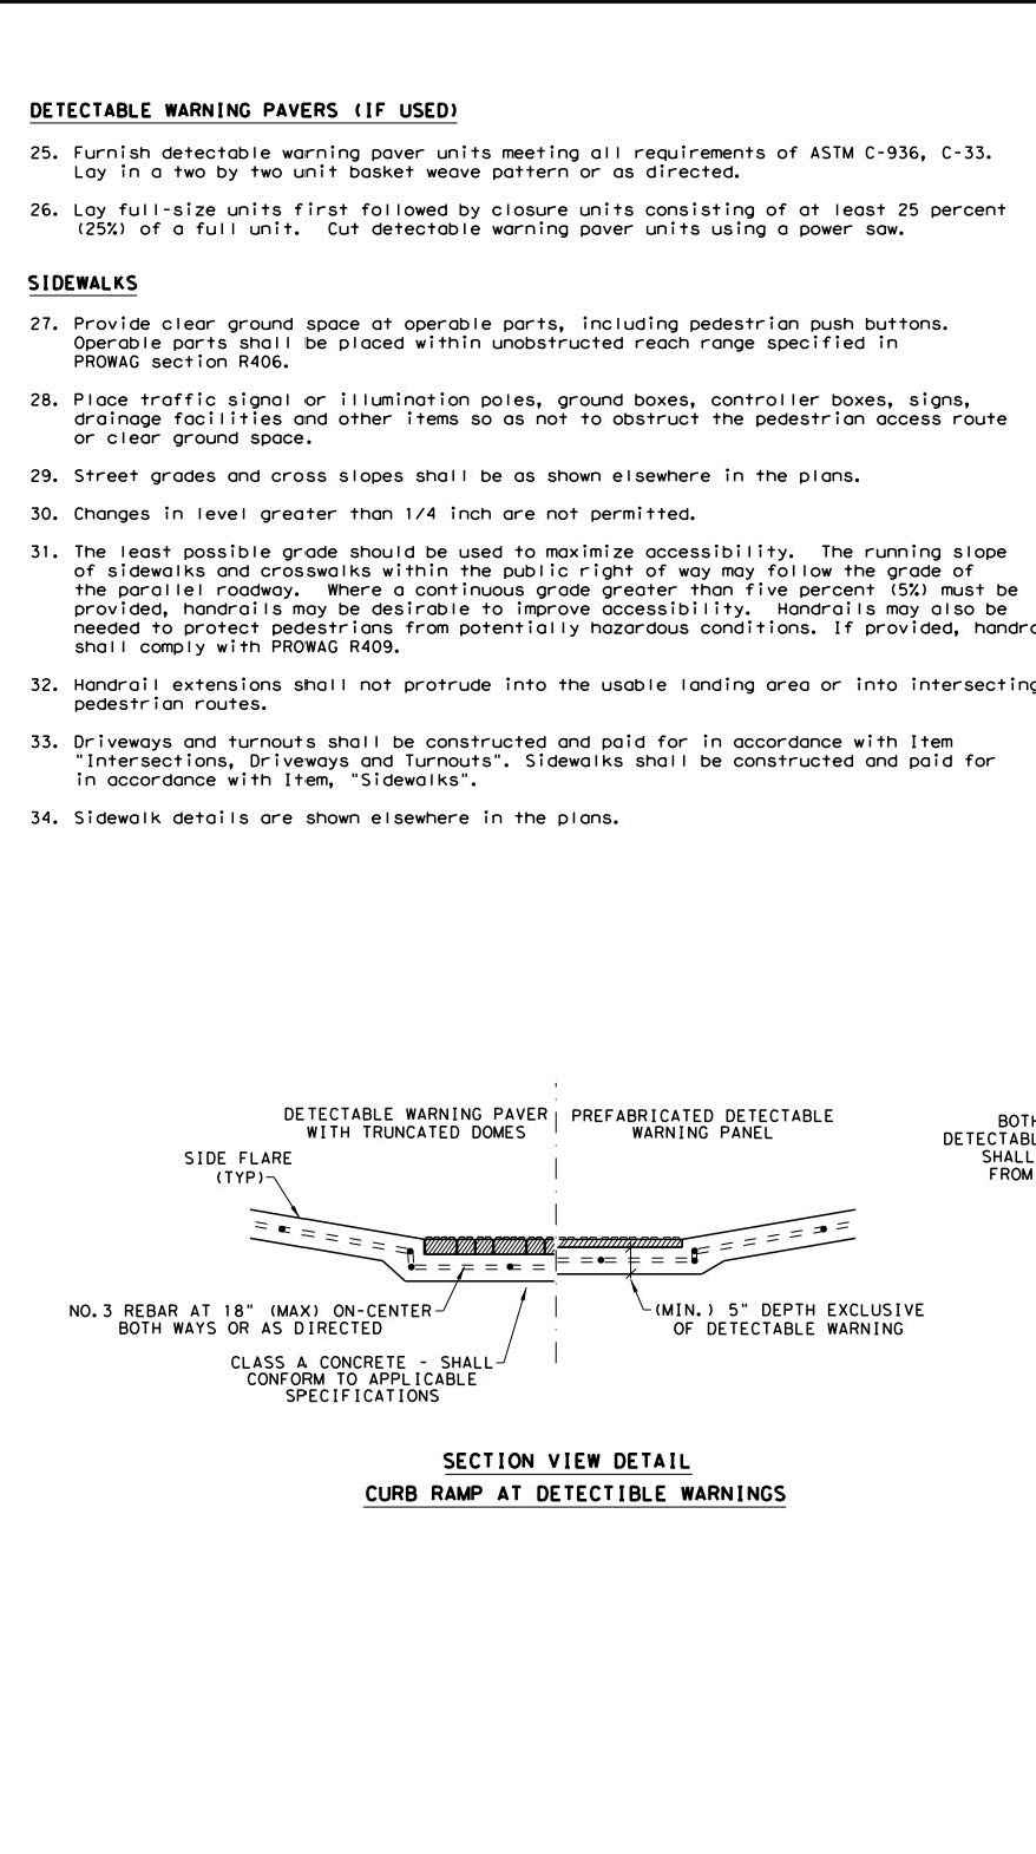 DETECTABLE WARNING PAVERS (IF USED)
25. Furnish detectable warning paver units meeting all requirements of ASTM C-936, C-33.
Lay in a two by two unit basket weave pattern or as directed.
26. Lay full-size units first followed by closure units consisting of at least 25 percent
(25%) of a full unit. Cut detectable warning paver units using a power saw.
SIDEWALKS
27. Provide clear ground space at operable parts, including pedestrian push buttons.
Operable parts shall be placed within unobstructed reach range specified in
PROWAG section R406.
28. Place traffic signal or illumination poles, ground boxes, controller boxes, signs,
drainage facilities and other items so as not to obstruct the pedestrian access route
or clear ground space.
29. Street grades and cross slopes shall be as shown elsewhere in the plans.
30. Changes in level greater than 1/4 inch are not permitted.
31. The least possible grade should be used to maximize accessibility. The running slope
of sidewalks and crosswalks within the public right of way may follow the grade of
the parallel roadway. Where a continuous grade greater than five percent (5%) must be
provided, handrails may be desirable to improve accessibility. Handrails may also be
needed to protect pedestrians from potentially hazardous conditions. If provided, handra
shall comply with PROWAG R409.
32. Handrail extensions shall not protrude into the usable landing area or into intersecting
pedestrian routes.
33. Driveways and turnouts shall be constructed and paid for in accordance with Item
"Intersections, Driveways and Turnouts". Sidewalks shall be constructed and paid for
in accordance with Item, "Sidewalks".
34. Sidewalk details are shown elsewhere in the plans.
DETECTABLE WARNING PAVER
WITH TRUNCATED DOMES
PREFABRICATED DETECTABLE
WARNING PANEL
BOTH
DETECTABL
SHALL
FROM
SIDE FLARE
(TYP)
NO.3 REBAR AT 18" (MAX) ON-CENTER
BOTH WAYS OR AS DIRECTED
(MIN.) 5" DEPTH EXCLUSIVE
OF DETECTABLE WARNING
CLASS A CONCRETE - SHALL
CONFORM TO APPLICABLE
SPECIFICATIONS
SECTION VIEW DETAIL
CURB RAMP AT DETECTIBLE WARNINGS